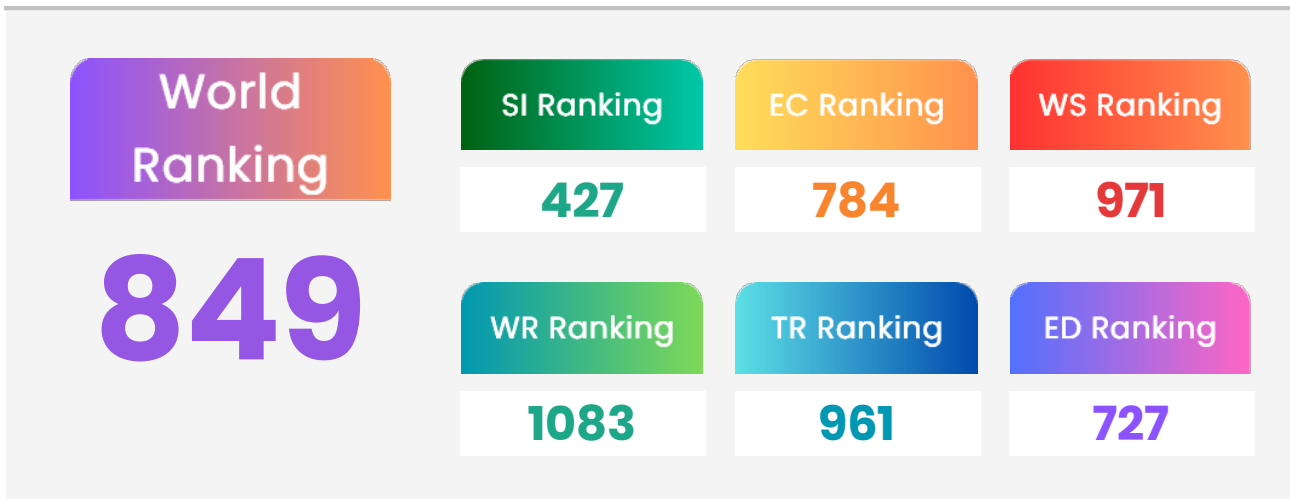 World
Ranking
849
SI Ranking
427
EC Ranking
784
WS Ranking
971
WR Ranking
1083
TR Ranking
961
ED Ranking
727